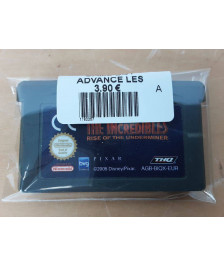 ADVANCE LES
3.90 €
A
THE INCREDIBLES
RISE OF THE UNDERMINER
PIXAR
THQ
©2005 Disney/Pixar.
AGB-BIQX-EUR